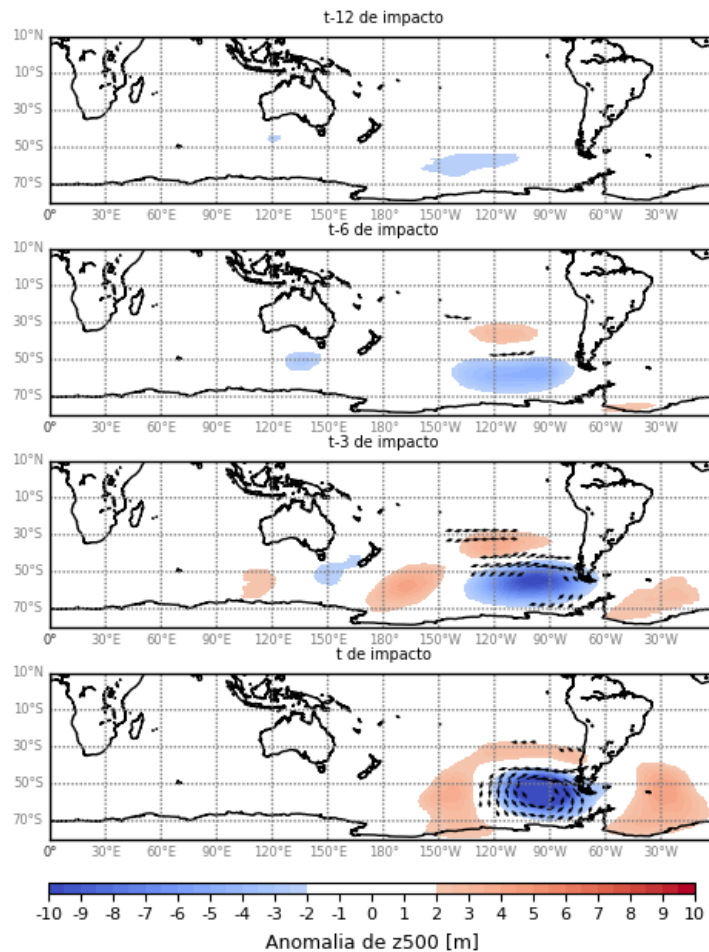 t-12 de impacto
10°N
10°S
30°S
50°S
70°S
0° 30°E 60°E 90°E 120°E 150°E 180° 150°W 120°W 90°W 60°W 30°W
t-6 de impacto
10°N
10°S
30°S
50°S
70°S
0° 30°E 60°E 90°E 120°E 150°E 180° 150°W 120°W 90°W 60°W 30°W
t-3 de impacto
10°N
10°S
30°S
50°S
70°S
0° 30°E 60°E 90°E 120°E 150°E 180° 150°W 120°W 90°W 60°W 30°W
t de impacto
10°N
10°S
30°S
50°S
70°S
0° 30°E 60°E 90°E 120°E 150°E 180° 150°W 120°W 90°W 60°W 30°W
-10 -9 -8 -7 -6 -5 -4 -3 -2 -1 0 1 2 3 4 5 6 7 8 9 10
Anomalia de z500 [m]